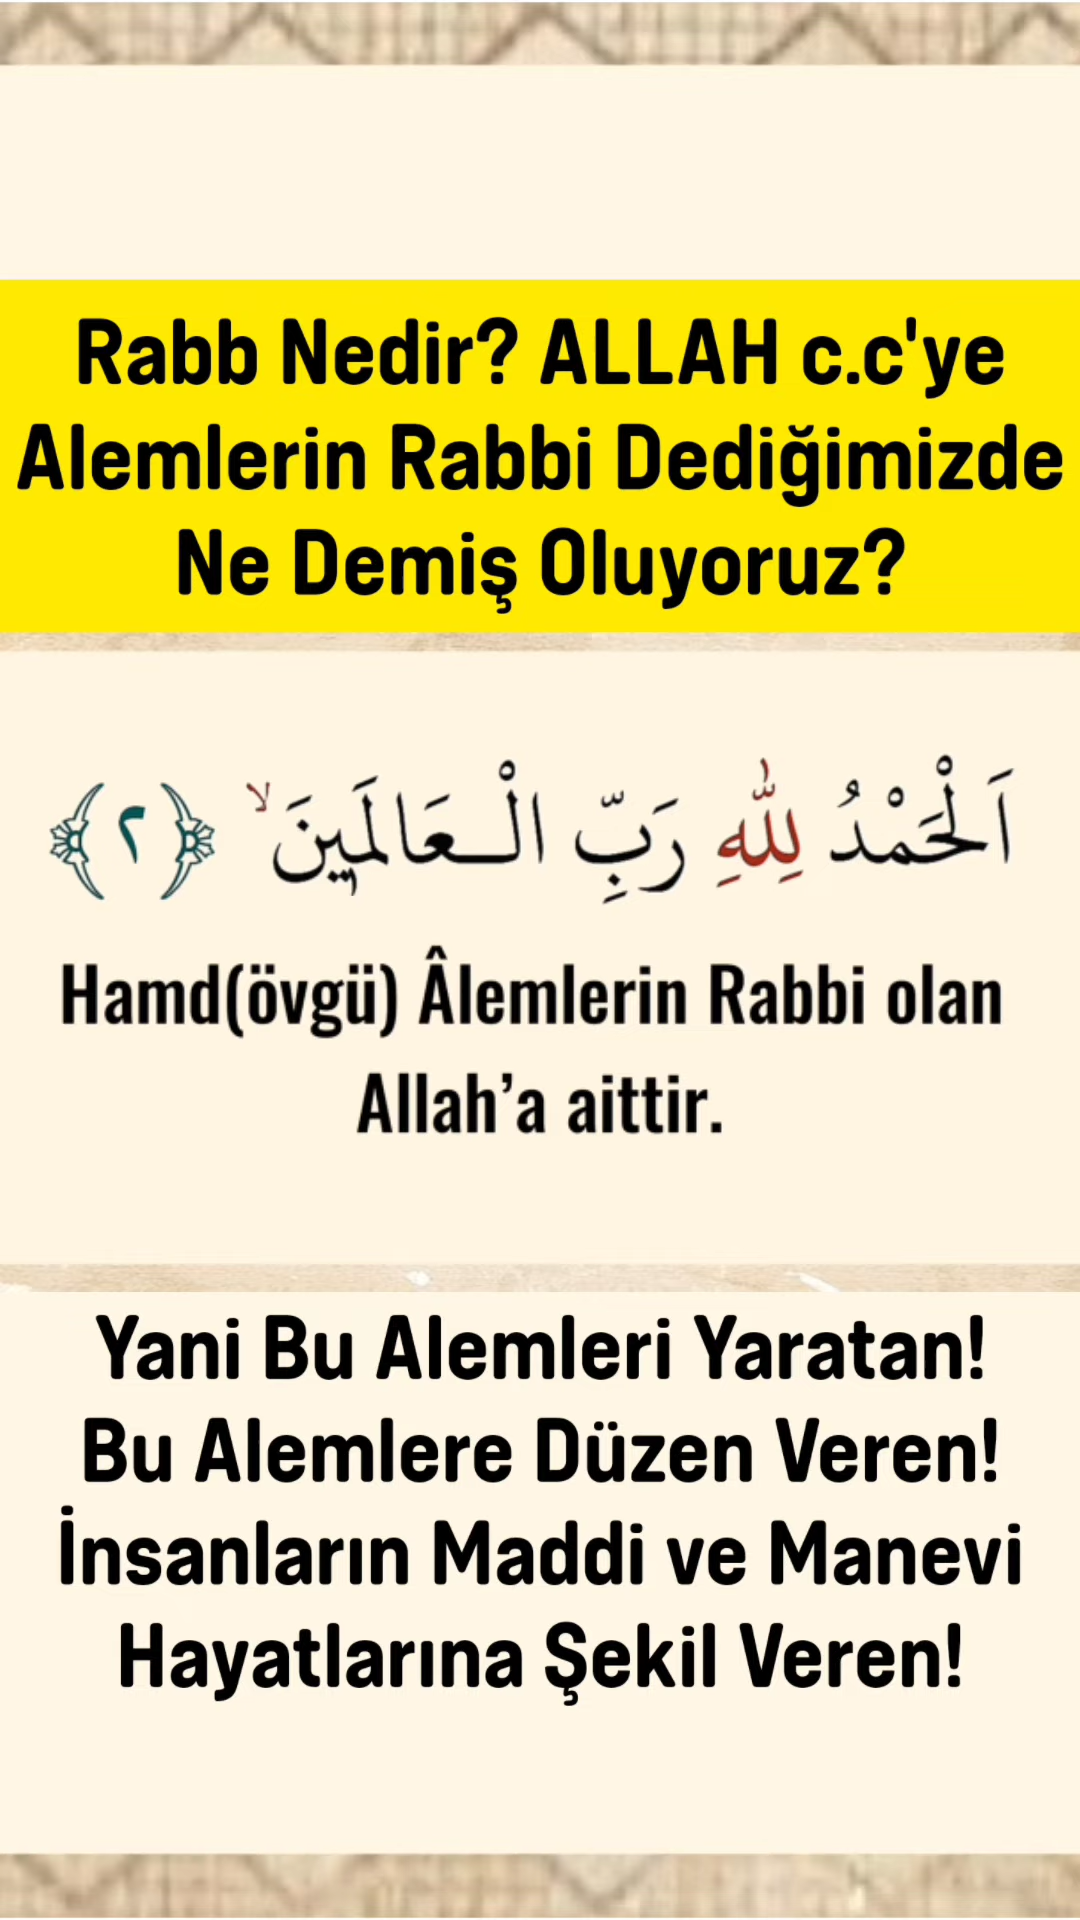 Rabb Nedir? ALLAH c.c'ye
Alemlerin Rabbi Dediğimizde
Ne Demiş Oluyoruz?
اَلْحَمْدُ لِلّٰهِ رَبِّ الْعَالَمٖينَۙ ﴿٢﴾
Hamd(övgü) Âlemlerin Rabbi olan
Allah’a aittir.
Yani Bu Alemleri Yaratan!
Bu Alemlere Düzen Veren!
İnsanların Maddi ve Manevi
Hayatlarına Şekil Veren!